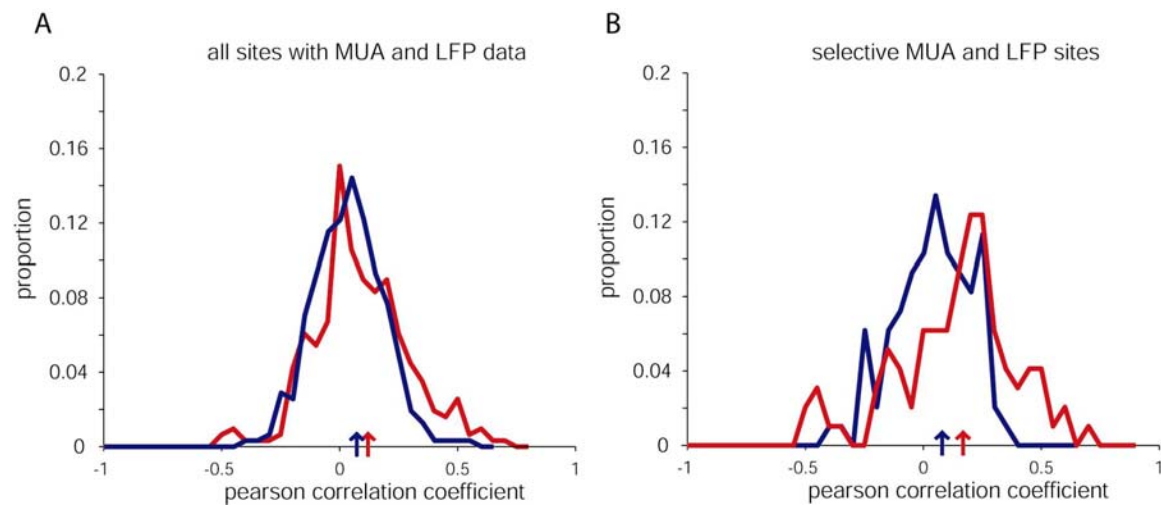 A
all sites with MUA and LFP data
0.2
0.16
0.12
0.08
0.04
0
proportion
-1
-0.5
0
0.5
1
pearson correlation coefficient
B
selective MUA and LFP sites
0.2
0.16
0.12
0.08
0.04
0
proportion
-1
-0.5
0
0.5
1
pearson correlation coefficient